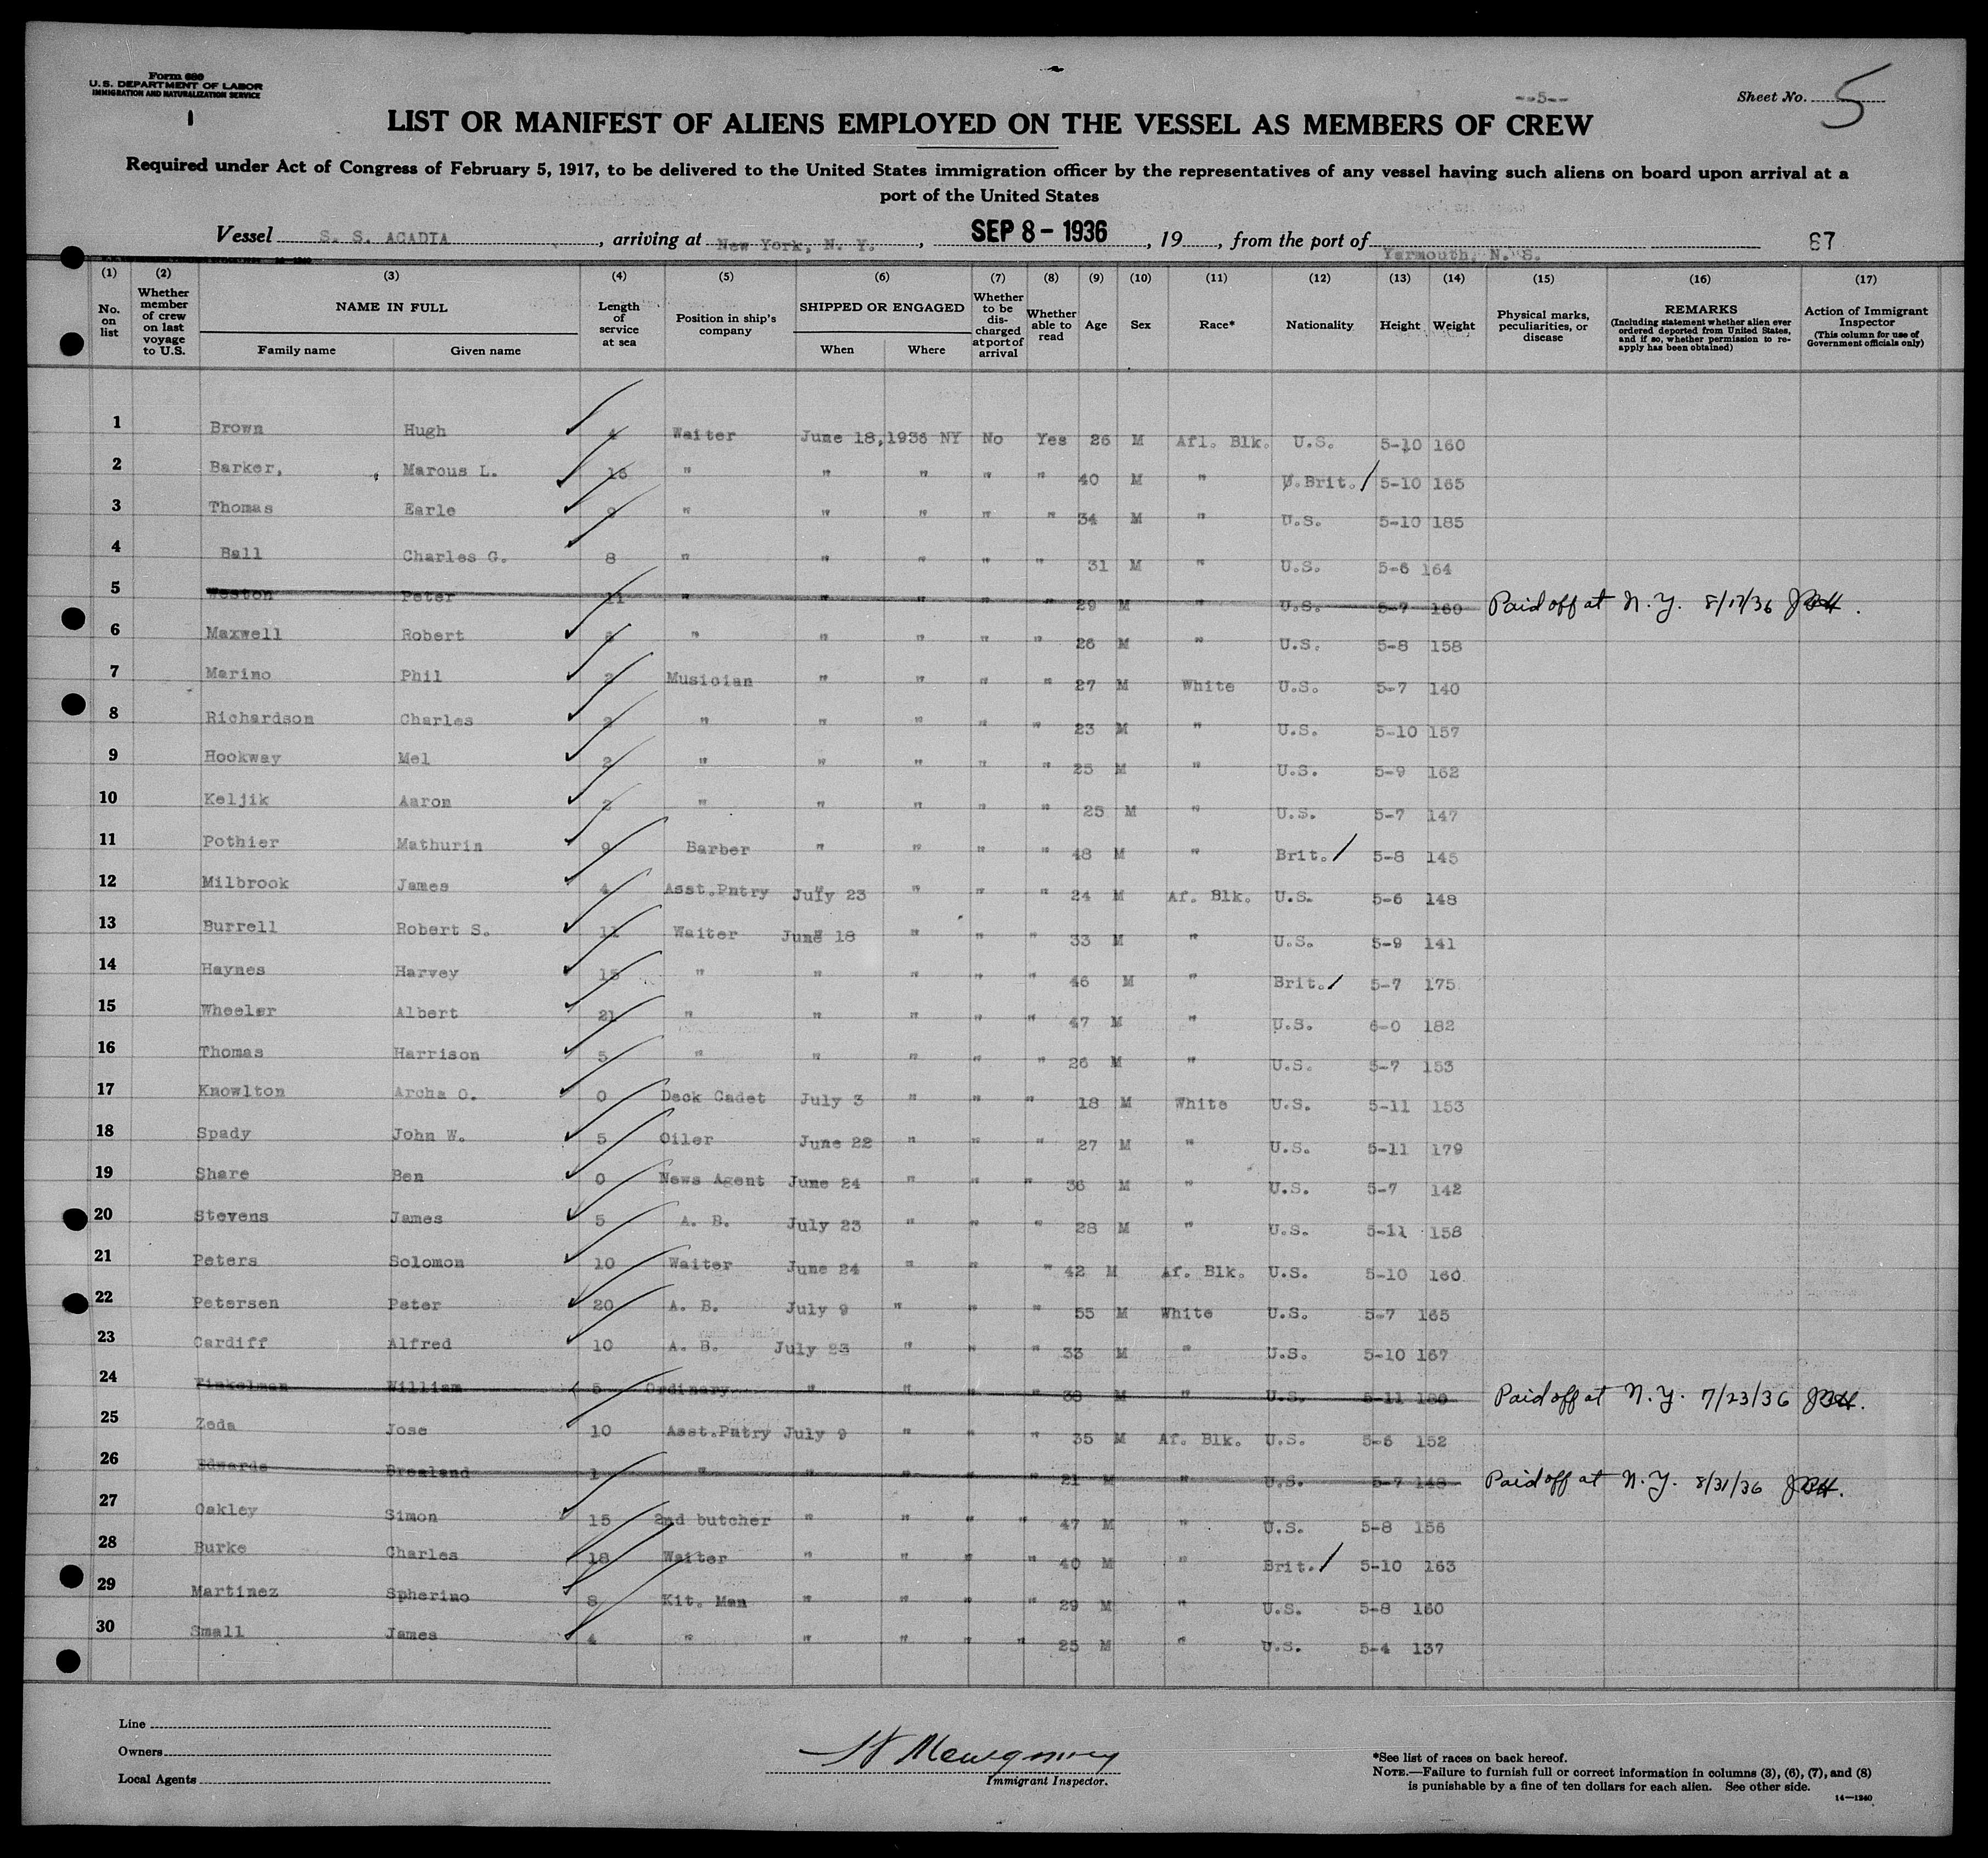 Form 689
U.S. DEPARTMENT OF LABOR
IMMIGRATION AND NATURALIZATION SERVICE
1
--5--
Sheet No. 5
LIST OR MANIFEST OF ALIENS EMPLOYED ON THE VESSEL AS MEMBERS OF CREW
Required under Act of Congress of February 5, 1917, to be delivered to the United States immigration officer by the representatives of any vessel having such aliens on board upon arrival at a
port of the United States
Vessel S. S. ACADIA, arriving at New York, N. Y., SEP 8 - 1936, 19, from the port of Yarmouth, N. S. 87
(1) (2) (3) (4) (5) (6) (7) (8) (9) (10) (11) (12) (13) (14) (15) (16) (17)
No. on list
Whether member of crew on last voyage to U.S.
NAME IN FULL
Family name Given name
Length of service at sea
Position in ship's company
SHIPPED OR ENGAGED
When Where
Whether to be discharged at port of arrival
Whether able to read
Age
Sex
Race*
Nationality
Height
Weight
Physical marks, peculiarities, or disease
REMARKS
(Including statement whether alien ever ordered deported from United States, and if so, whether permission to re-apply has been obtained)
Action of Immigrant Inspector
(This column for use of Government officials only)
1 Brown Hugh 4 Waiter June 18,1936 NY No Yes 26 M Afl. Blk. U.S. 5-10 160
2 Barker, Marcus L. 16 " " " " " 40 M " U.Brit. / 5-10 165
3 Thomas Earle 9 " " " " " 34 M " U.S. 5-10 185
4 Ball Charles G. 8 " " " " " 31 M " U.S. 5-6 164
5 Weston Peter 11 " " " " " 29 M " U.S. 5-7 160 Paid off at N.Y. 8/17/36
6 Maxwell Robert " " " " " 26 M " U.S. 5-8 158
7 Marino Phil 2 Musician " " " " 27 M White U.S. 5-7 140
8 Richardson Charles 2 " " " " " 23 M " U.S. 5-10 157
9 Hookway Mel 2 " " " " " 25 M " U.S. 5-9 162
10 Keljik Aaron 2 " " " " " 25 M " U.S. 5-7 147
11 Pothier Mathurin 9 Barber " " " " 48 M " Brit. / 5-8 145
12 Milbrook James 4 Asst.Pntry July 23 " " " 24 M Af. Blk. U.S. 5-6 148
13 Burrell Robert S. 11 Waiter June 18 " " " 33 M " U.S. 5-9 141
14 Haynes Harvey 15 " " " " " 46 M " Brit. / 5-7 175
15 Wheeler Albert 21 " " " " " 47 M " U.S. 6-0 182
16 Thomas Harrison 5 " " " " " 26 M " U.S. 5-7 153
17 Knowlton Archa O. 0 Deck Cadet July 3 " " " 18 M White U.S. 5-11 153
18 Spady John W. 5 Oiler June 22 " " " 27 M " U.S. 5-11 179
19 Share Ben 0 News Agent June 24 " " " 36 M " U.S. 5-7 142
20 Stevens James 5 A. B. July 23 " " " 28 M " U.S. 5-11 158
21 Peters Solomon 10 Waiter June 24 " " " 42 M Af. Blk. U.S. 5-10 160
22 Petersen Peter 20 A. B. July 9 " " " 55 M White U.S. 5-7 165
23 Cardiff Alfred 10 A. B. July 23 " " " 33 M " U.S. 5-10 167
24 Finkelman William 5 Ordinary " " " " 38 M " U.S. 5-11 180 Paid off at N.Y. 7/23/36
25 Zeda Jose 10 Asst.Pntry July 9 " " " 35 M Af. Blk. U.S. 5-6 152
26 Edwards Brealand 1 " " " " " 21 M " U.S. 5-7 148 Paid off at N.Y. 8/31/36
27 Oakley Simon 15 2nd butcher " " " " 47 M " U.S. 5-8 156
28 Burke Charles 18 Waiter " " " " 40 M " Brit. / 5-10 163
29 Martinez Spherino 8 Kit. Man " " " " 29 M " U.S. 5-8 160
30 Small James 4 " " " " " 25 M " U.S. 5-4 137
Line
Owners
Local Agents
Immigrant Inspector.
*See list of races on back hereof.
NOTE.—Failure to furnish full or correct information in columns (3), (6), (7), and (8)
is punishable by a fine of ten dollars for each alien. See other side.
14—1240